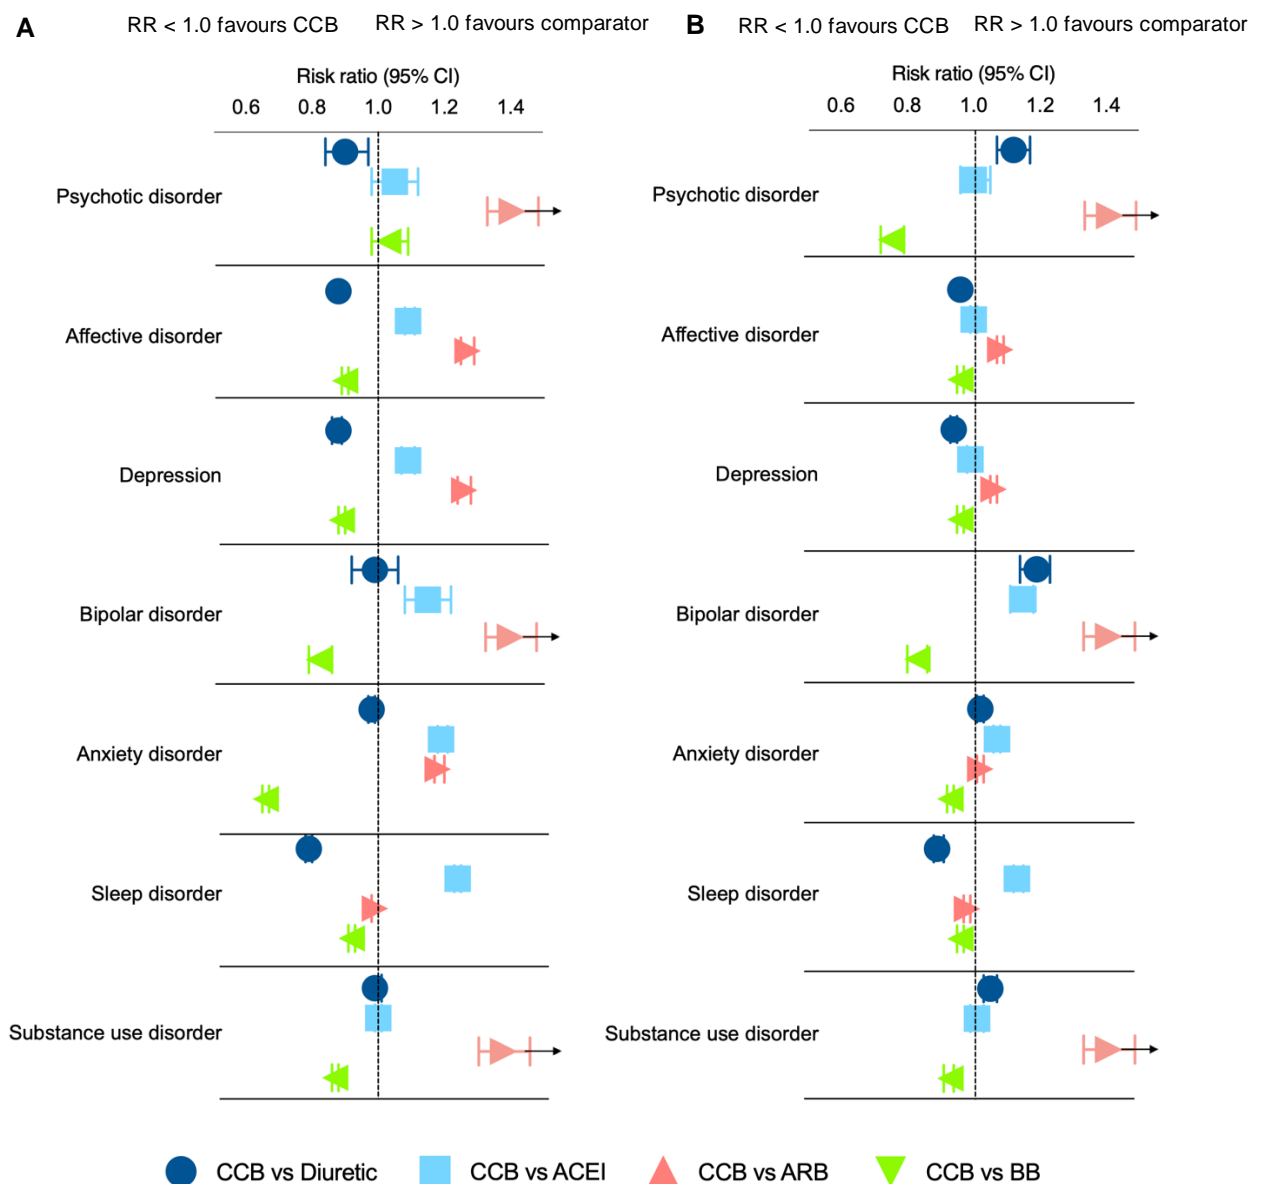 A RR < 1.0 favours CCB RR > 1.0 favours comparator
Risk ratio (95% CI)
0.6 0.8 1.0 1.2 1.4
Psychotic disorder
Affective disorder
Depression
Bipolar disorder
Anxiety disorder
Sleep disorder
Substance use disorder
B RR < 1.0 favours CCB RR > 1.0 favours comparator
Risk ratio (95% CI)
0.6 0.8 1.0 1.2 1.4
Psychotic disorder
Affective disorder
Depression
Bipolar disorder
Anxiety disorder
Sleep disorder
Substance use disorder
CCB vs Diuretic CCB vs ACEI CCB vs ARB CCB vs BB